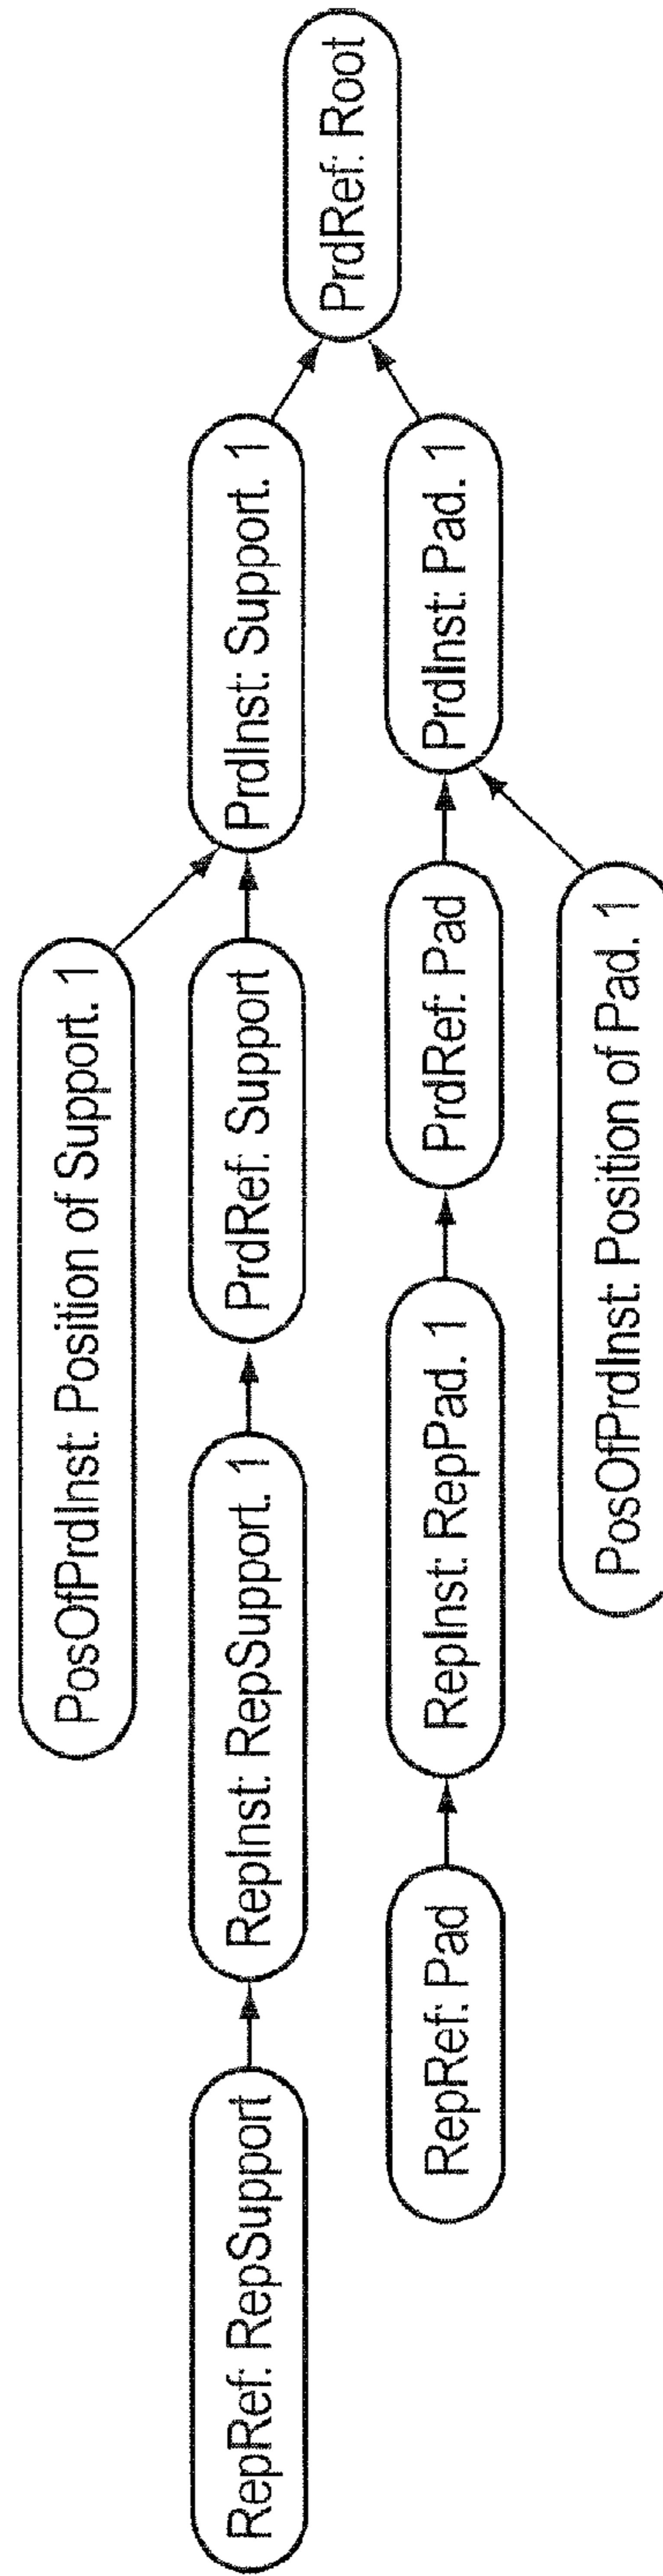 PosOfPrdInst: Position of Support. 1
RepRef: RepSupport
RepInst: RepSupport. 1
PrdRef: Support
PrdInst: Support. 1
PrdRef: Root
RepRef: Pad
RepInst: RepPad. 1
PrdRef: Pad
PrdInst: Pad. 1
PosOfPrdInst: Position of Pad. 1